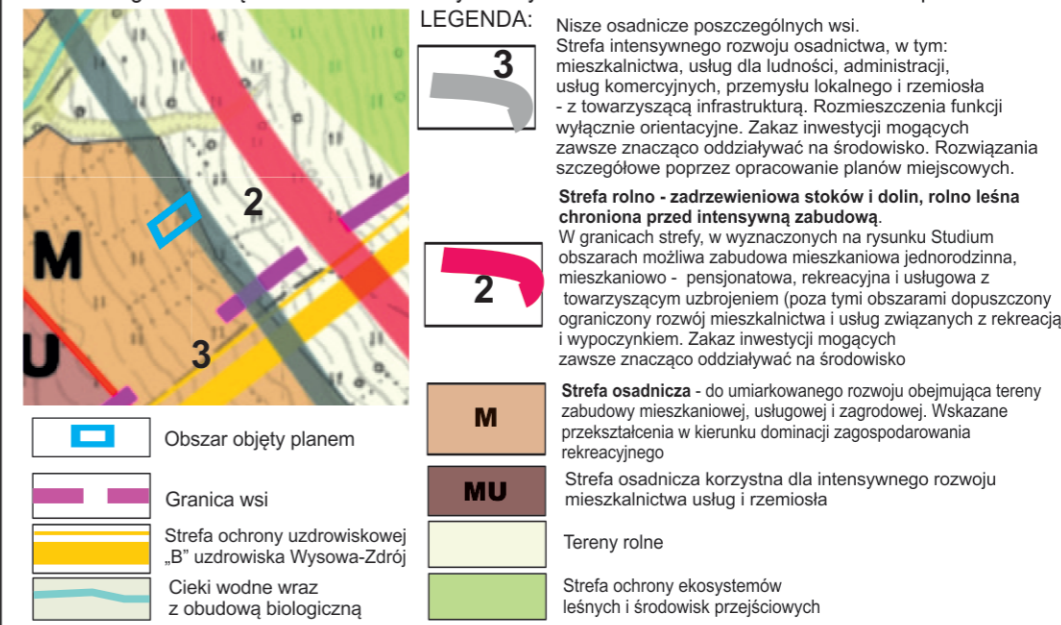 LEGENDA:
2
M
3
U
3
Nisze osadnicze poszczególnych wsi.
Strefa intensywnego rozwoju osadnictwa, w tym:
mieszkalnictwa, usług dla ludności, administracji,
usług komercyjnych, przemysłu lokalnego i rzemiosła
- z towarzyszącą infrastrukturą. Rozmieszczenia funkcji
wyłącznie orientacyjne. Zakaz inwestycji mogących
zawsze znacząco oddziaływać na środowisko. Rozwiązania
szczegółowe poprzez opracowanie planów miejscowych.
2
Strefa rolno - zadrzewieniowa stoków i dolin, rolno leśna
chroniona przed intensywną zabudową.
W granicach strefy, w wyznaczonych na rysunku Studium
obszarach możliwa zabudowa mieszkaniowa jednorodzinna,
mieszkaniowo - pensjonatowa, rekreacyjna i usługowa z
towarzyszącym uzbrojeniem (poza tymi obszarami dopuszczony
ograniczony rozwój mieszkalnictwa i usług związanych z rekreacją
i wypoczynkiem. Zakaz inwestycji mogących
zawsze znacząco oddziaływać na środowisko
M
Strefa osadnicza - do umiarkowanego rozwoju obejmująca tereny
zabudowy mieszkaniowej, usługowej i zagrodowej. Wskazane
przekształcenia w kierunku dominacji zagospodarowania
rekreacyjnego
MU
Strefa osadnicza korzystna dla intensywnego rozwoju
mieszkalnictwa usług i rzemiosła
Tereny rolne
Strefa ochrony ekosystemów
leśnych i środowisk przejściowych
Obszar objęty planem
Granica wsi
Strefa ochrony uzdrowiskowej
„B” uzdrowiska Wysowa-Zdrój
Cieki wodne wraz
z obudową biologiczną